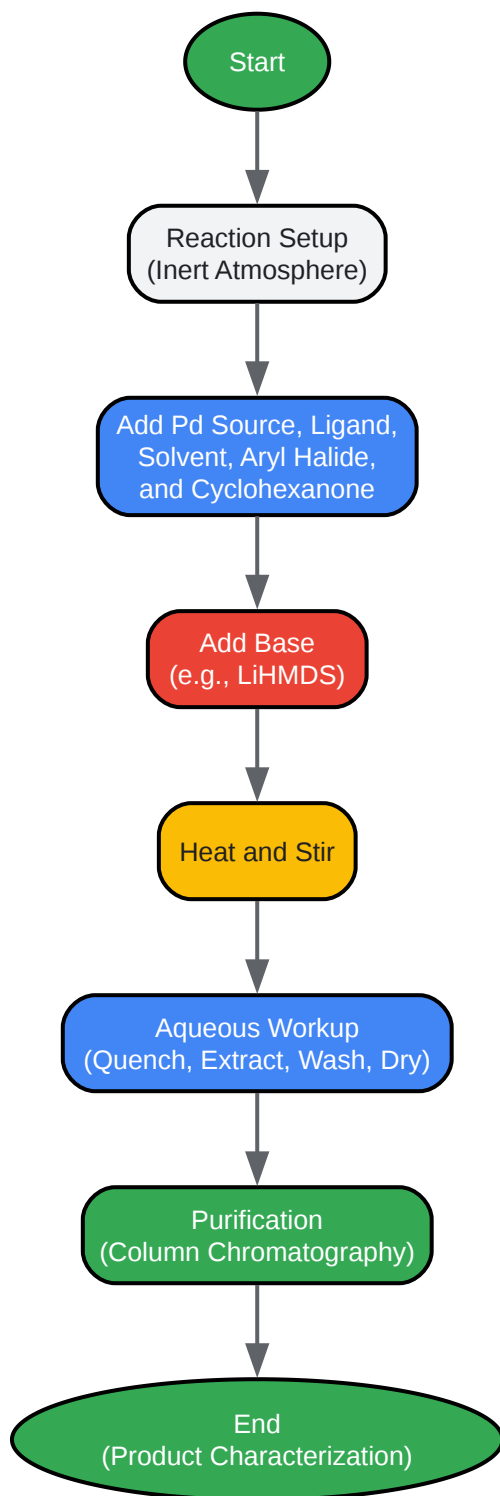 Start
Reaction Setup
(Inert Atmosphere)
Add Pd Source, Ligand,
Solvent, Aryl Halide,
and Cyclohexanone
Add Base
(e.g., LiHMDS)
Heat and Stir
Aqueous Workup
(Quench, Extract, Wash, Dry)
Purification
(Column Chromatography)
End
(Product Characterization)